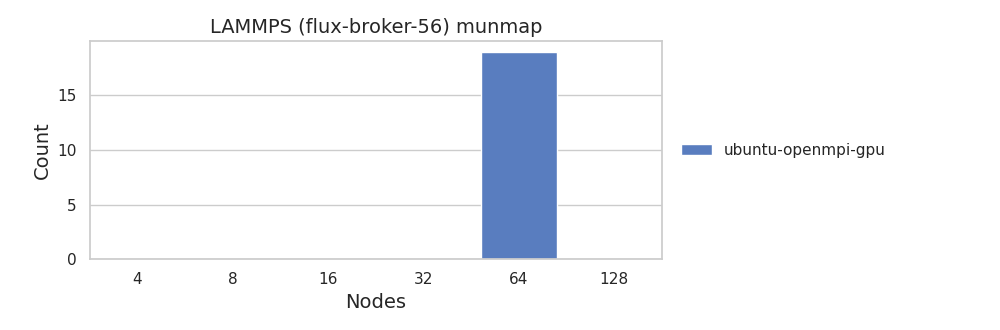 LAMMPS (flux-broker-56) munmap
15
10
5
0
Count
4 8 16 32 64 128
Nodes
ubuntu-openmpi-gpu